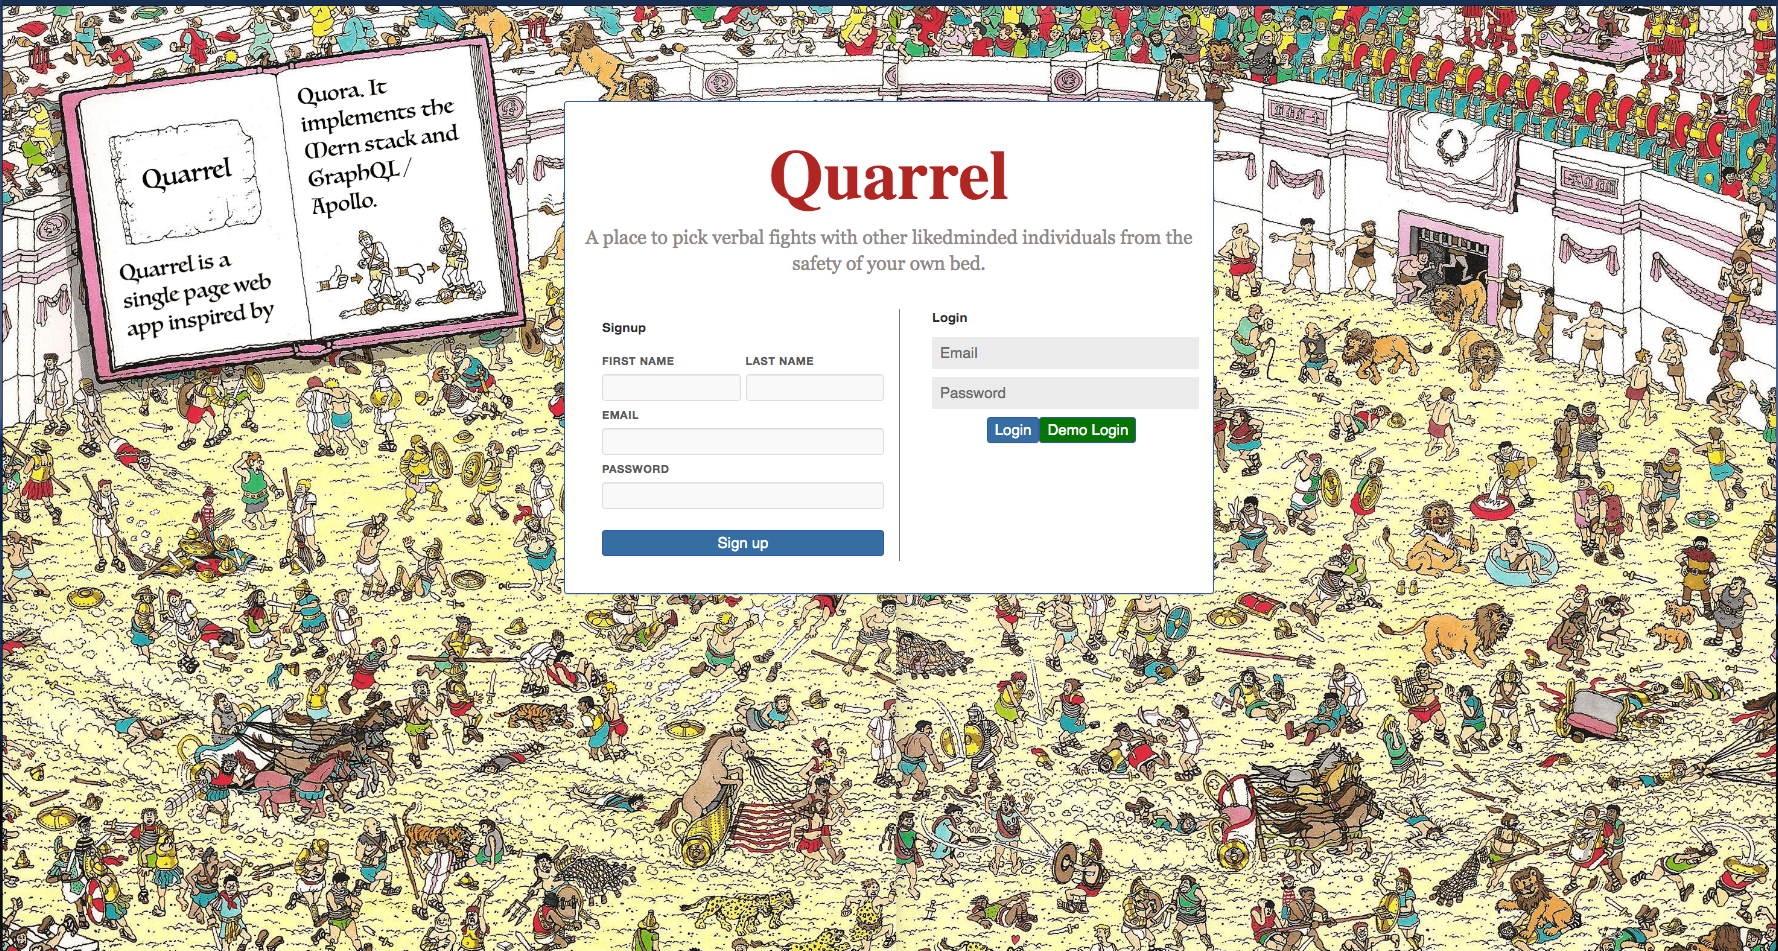 Quarrel
Quarrel is a
single page web
app inspired by
Quora. It
implements the
Mern stack and
GraphQL /
Apollo.
Quarrel
A place to pick verbal fights with other likedminded individuals from the
safety of your own bed.
Signup
FIRST NAME LAST NAME
EMAIL
PASSWORD
Sign up
Login
Email
Password
Login Demo Login